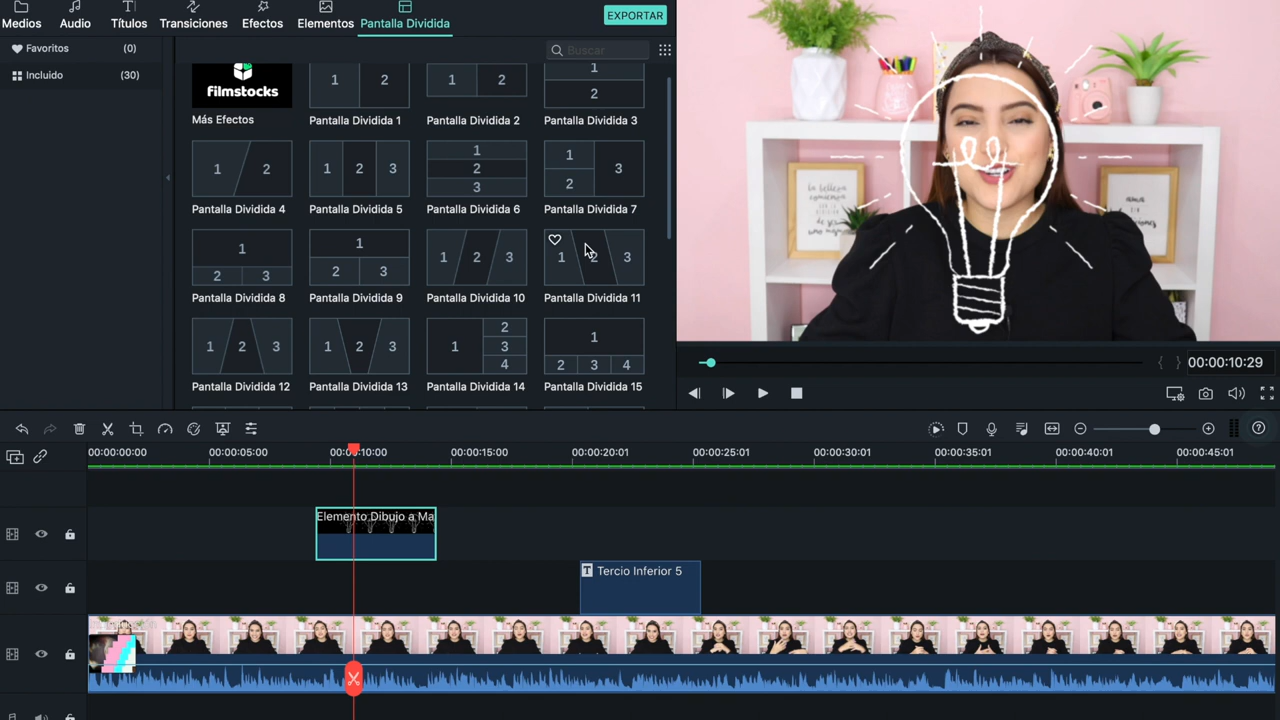 Medios Audio Títulos Transiciones Efectos Elementos Pantalla Dividida EXPORTAR
Favoritos (0)
Incluido (30)
Buscar
filmstocks
1 2
1 2
1
2
Más Efectos Pantalla Dividida 1 Pantalla Dividida 2 Pantalla Dividida 3
1 2
1 2 3
1
2
3
1
2
3
Pantalla Dividida 4 Pantalla Dividida 5 Pantalla Dividida 6 Pantalla Dividida 7
1
2 3
1
2 3
1 2 3
1 2 3
Pantalla Dividida 8 Pantalla Dividida 9 Pantalla Dividida 10 Pantalla Dividida 11
1 2 3
1 2 3
1
2
3
4
1
2 3 4
Pantalla Dividida 12 Pantalla Dividida 13 Pantalla Dividida 14 Pantalla Dividida 15
la belleza
comienza
00:00:10:29
00:00:00:00 00:00:05:00 00:00:10:00 00:00:15:00 00:00:20:01 00:00:25:01 00:00:30:01 00:00:35:01 00:00:40:01 00:00:45:01
Elemento Dibujo a Ma
T Tercio Inferior 5